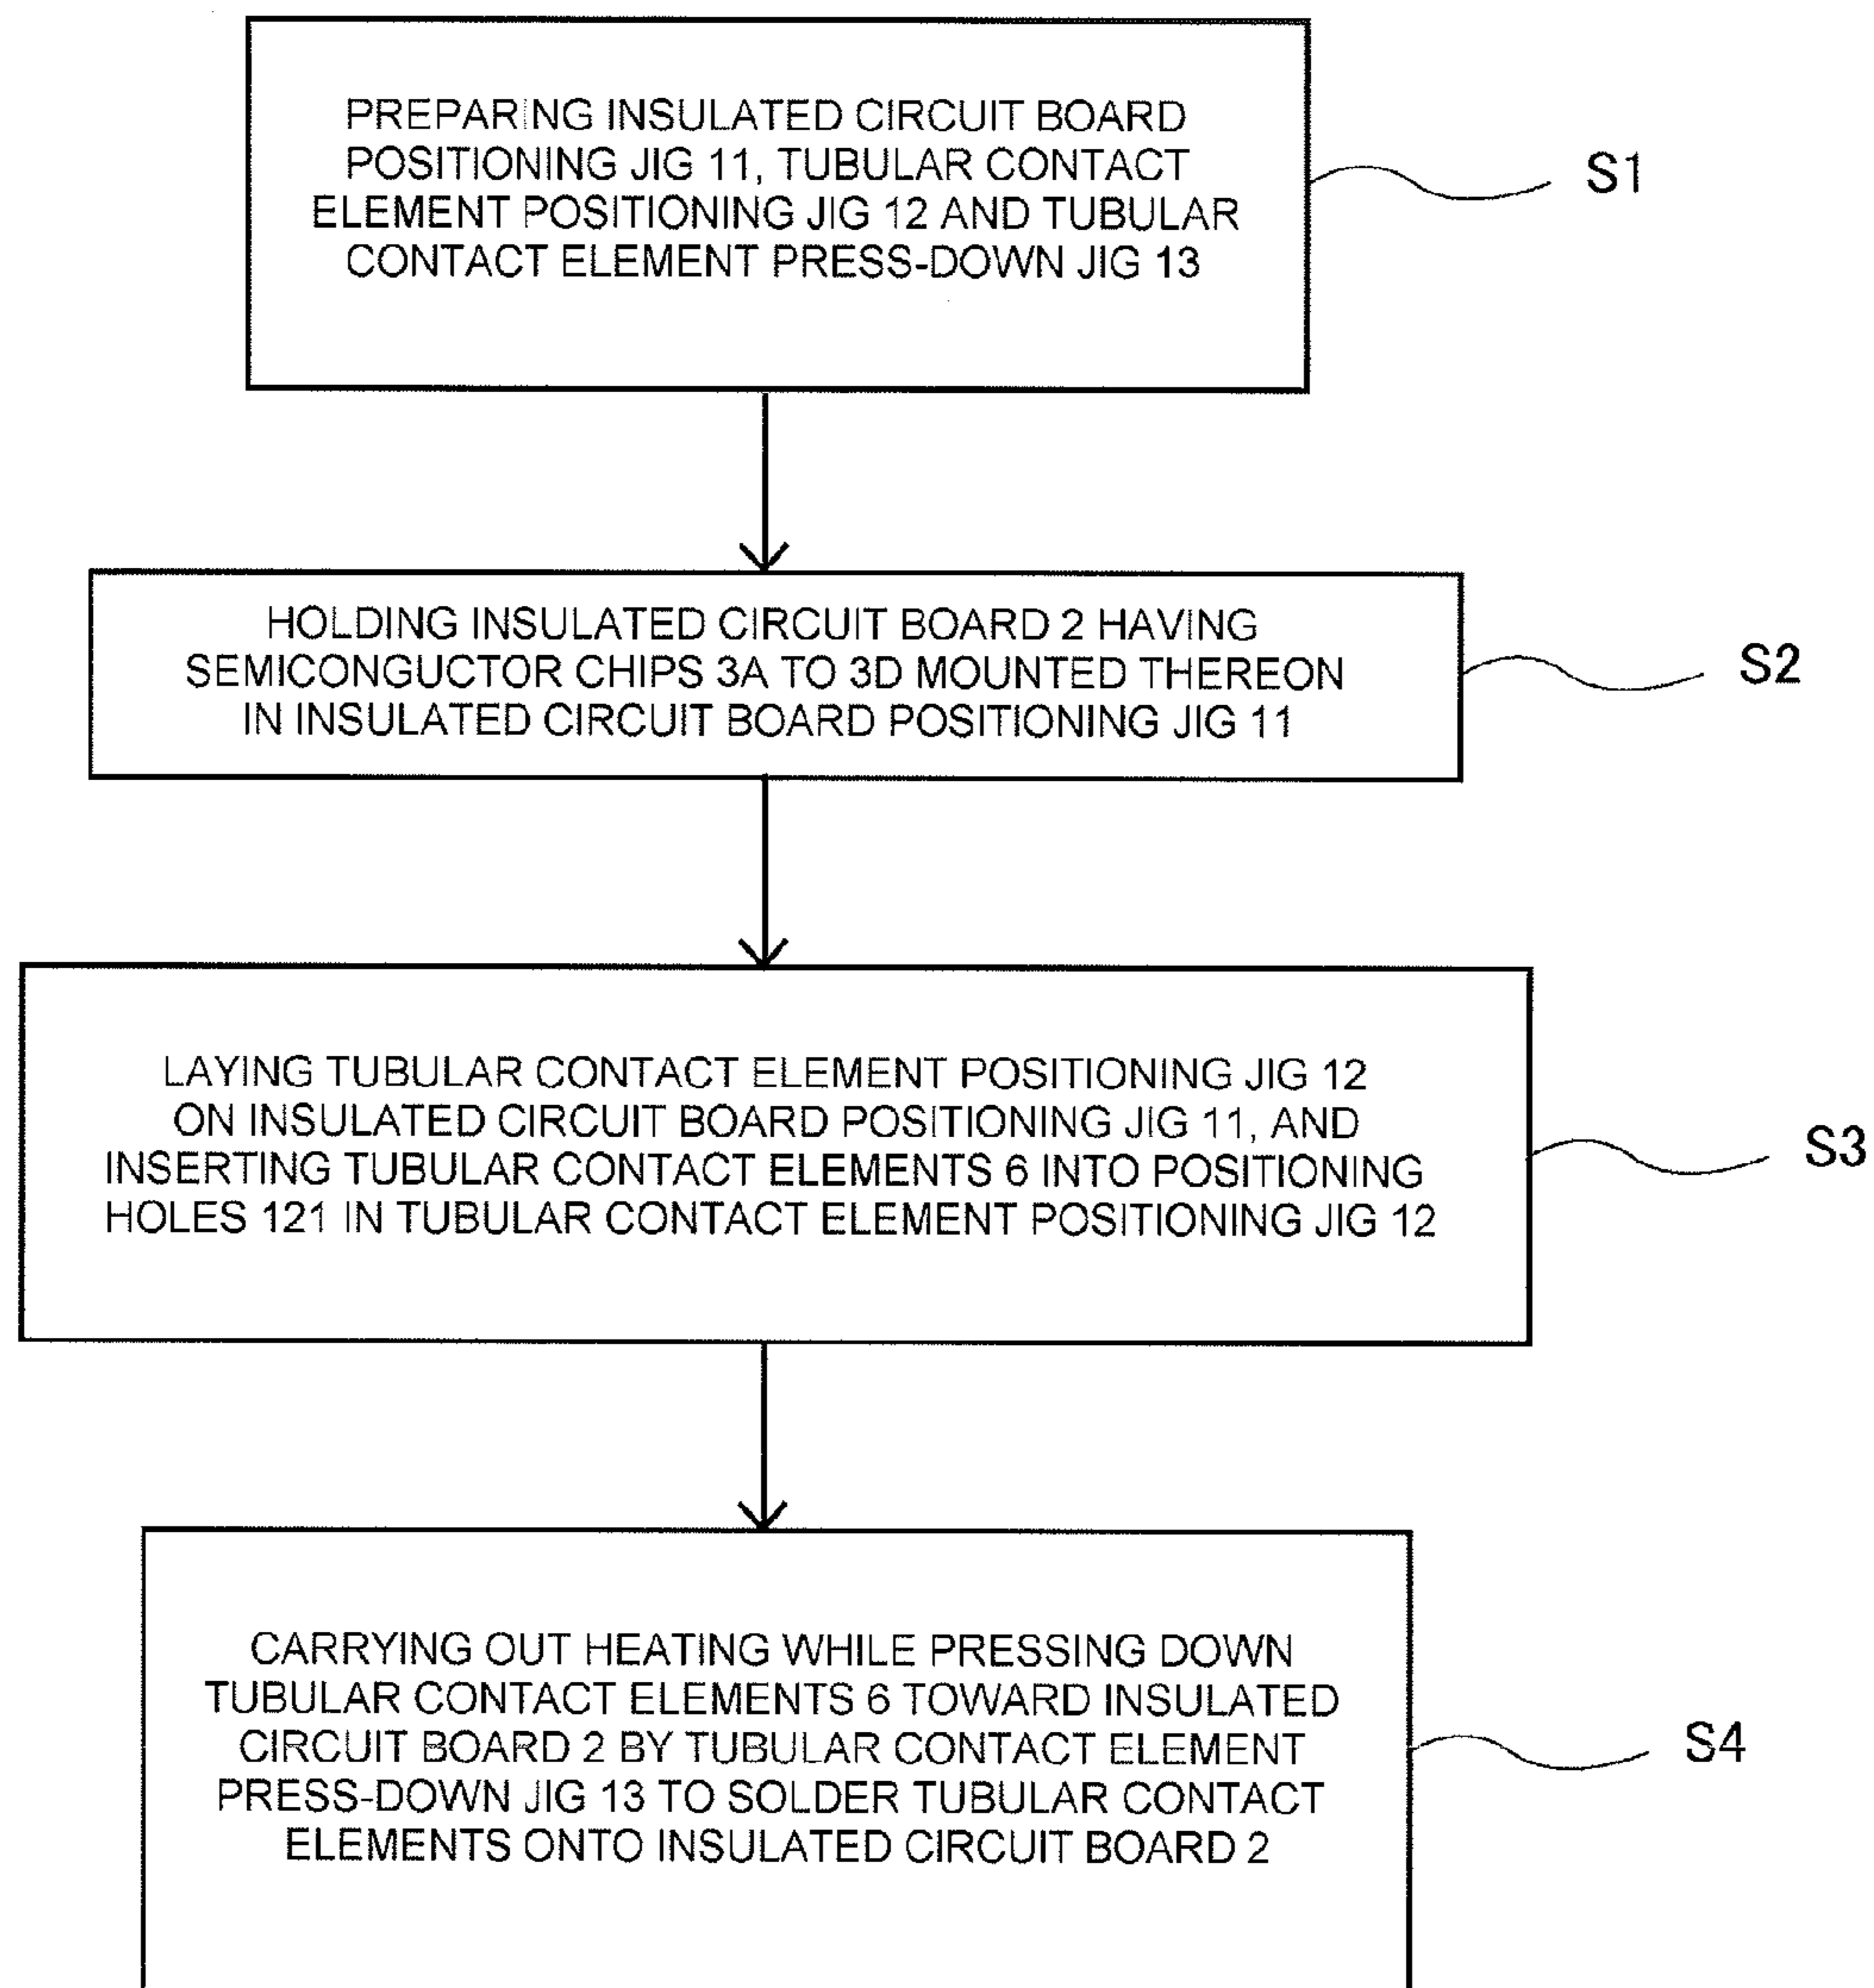 PREPARING INSULATED CIRCUIT BOARD
POSITIONING JIG 11, TUBULAR CONTACT
ELEMENT POSITIONING JIG 12 AND TUBULAR
CONTACT ELEMENT PRESS-DOWN JIG 13
S1
HOLDING INSULATED CIRCUIT BOARD 2 HAVING
SEMICONGUCTOR CHIPS 3A TO 3D MOUNTED THEREON
IN INSULATED CIRCUIT BOARD POSITIONING JIG 11
S2
LAYING TUBULAR CONTACT ELEMENT POSITIONING JIG 12
ON INSULATED CIRCUIT BOARD POSITIONING JIG 11, AND
INSERTING TUBULAR CONTACT ELEMENTS 6 INTO POSITIONING
HOLES 121 IN TUBULAR CONTACT ELEMENT POSITIONING JIG 12
S3
CARRYING OUT HEATING WHILE PRESSING DOWN
TUBULAR CONTACT ELEMENTS 6 TOWARD INSULATED
CIRCUIT BOARD 2 BY TUBULAR CONTACT ELEMENT
PRESS-DOWN JIG 13 TO SOLDER TUBULAR CONTACT
ELEMENTS ONTO INSULATED CIRCUIT BOARD 2
S4